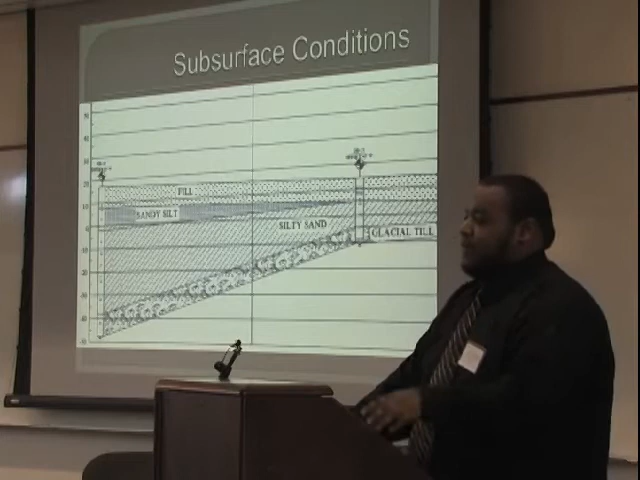 Subsurface Conditions
FILL
SANDY SILT
SILTY SAND
GLACIAL TILL